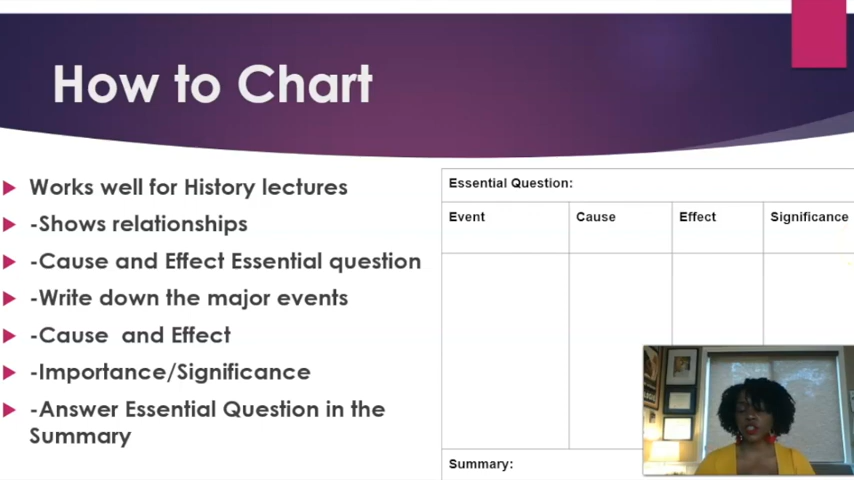 How to Chart
Works well for History lectures
-Shows relationships
-Cause and Effect Essential question
-Write down the major events
-Cause  and Effect
-Importance/Significance
-Answer Essential Question in the
Summary
Essential Question:
Event Cause Effect Significance
Summary: